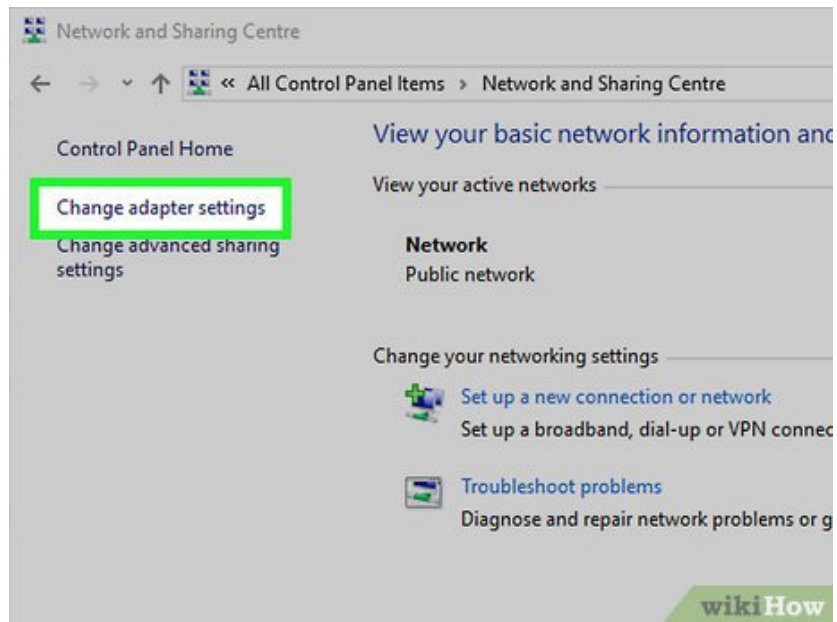 Network and Sharing Centre
« All Control Panel Items > Network and Sharing Centre
Control Panel Home
Change adapter settings
Change advanced sharing
settings
View your basic network information and
View your active networks
Network
Public network
Change your networking settings
Set up a new connection or network
Set up a broadband, dial-up or VPN connec
Troubleshoot problems
Diagnose and repair network problems or g
wikiHow